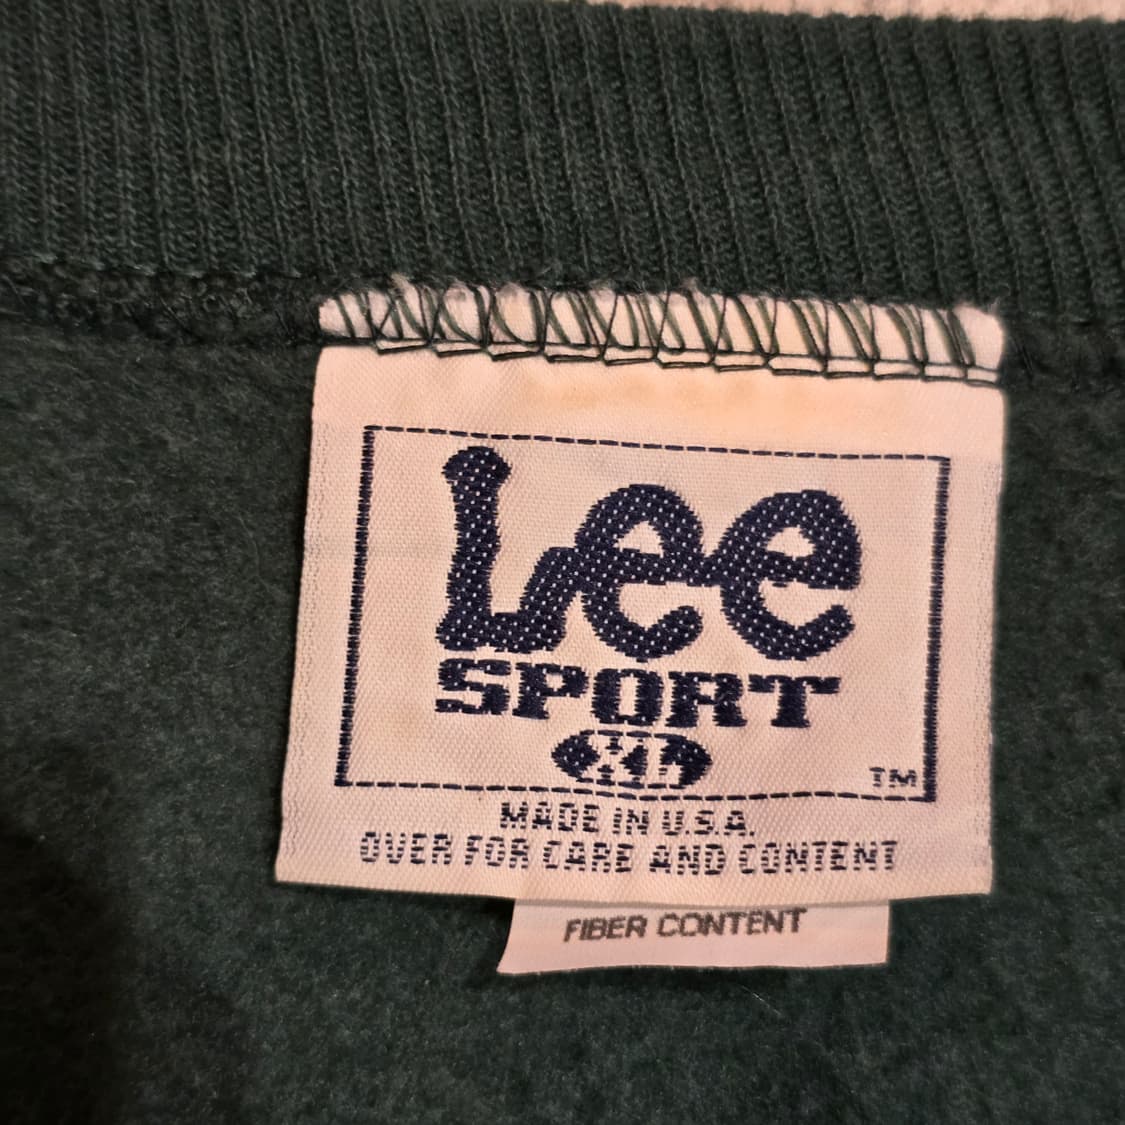 Lee
SPORT
XL
TM
MADE IN U.S.A.
OVER FOR CARE AND CONTENT
FIBER CONTENT